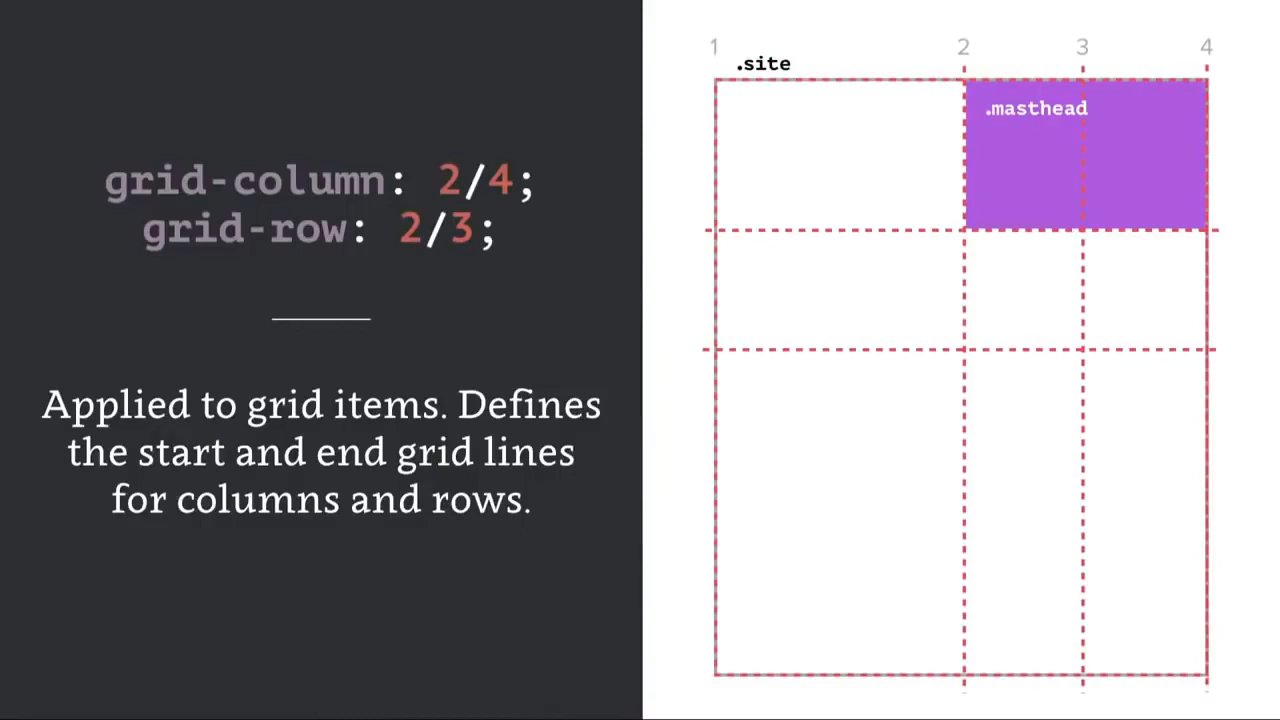 grid-column: 2/4;
grid-row: 2/3;
Applied to grid items. Defines
the start and end grid lines
for columns and rows.
1 2 3 4
.site
.masthead